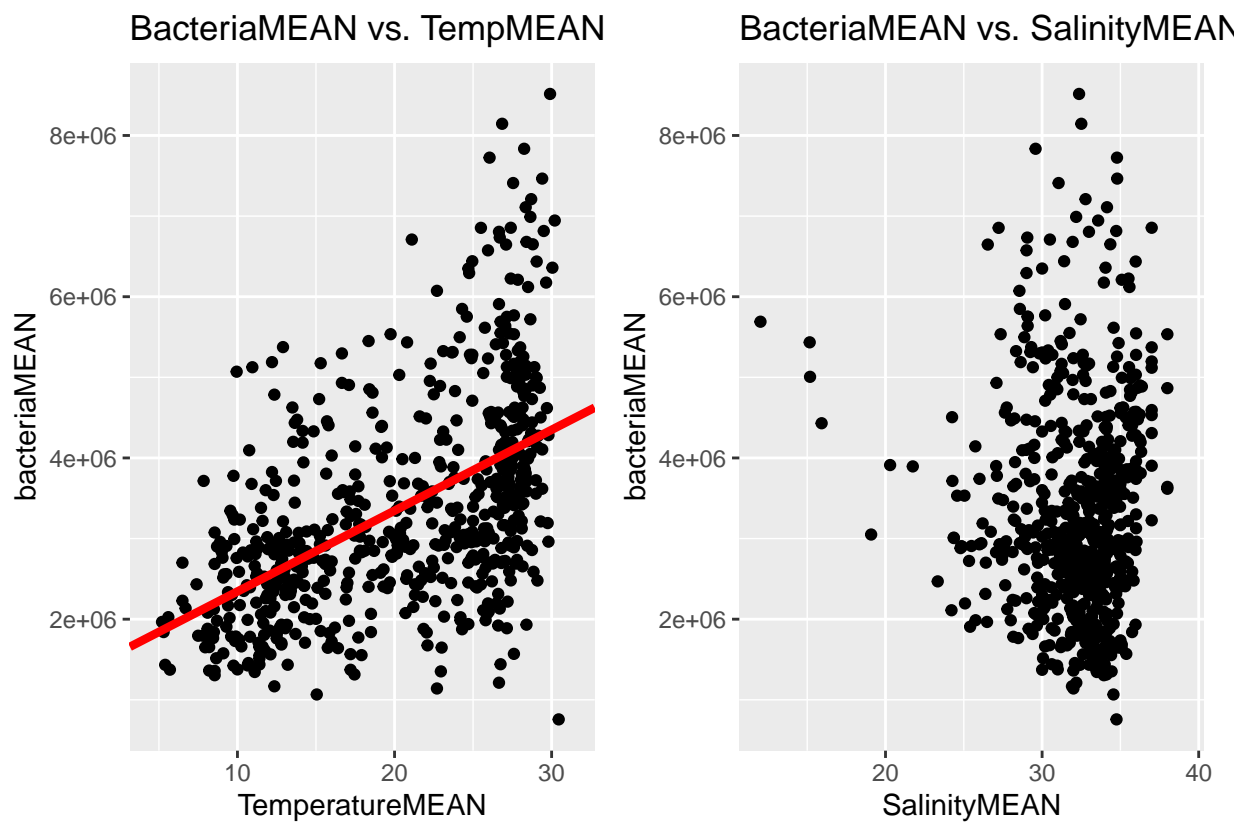 BacteriaMEAN vs. TempMEAN
8e+06
6e+06
4e+06
2e+06
bacteriaMEAN
10 20 30
TemperatureMEAN
BacteriaMEAN vs. SalinityMEAN
8e+06
6e+06
4e+06
2e+06
bacteriaMEAN
20 30 40
SalinityMEAN